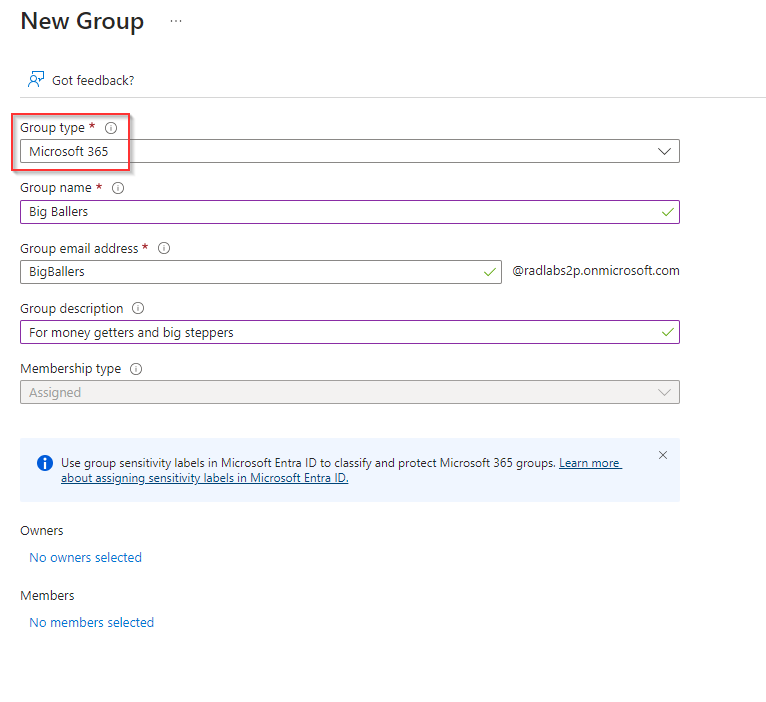 New Group ...
Got feedback?
Group type *
Microsoft 365
Group name *
Big Ballers
Group email address *
BigBallers
@radlabs2p.onmicrosoft.com
Group description
For money getters and big steppers
Membership type
Assigned
Use group sensitivity labels in Microsoft Entra ID to classify and protect Microsoft 365 groups. Learn more
about assigning sensitivity labels in Microsoft Entra ID.
Owners
No owners selected
Members
No members selected